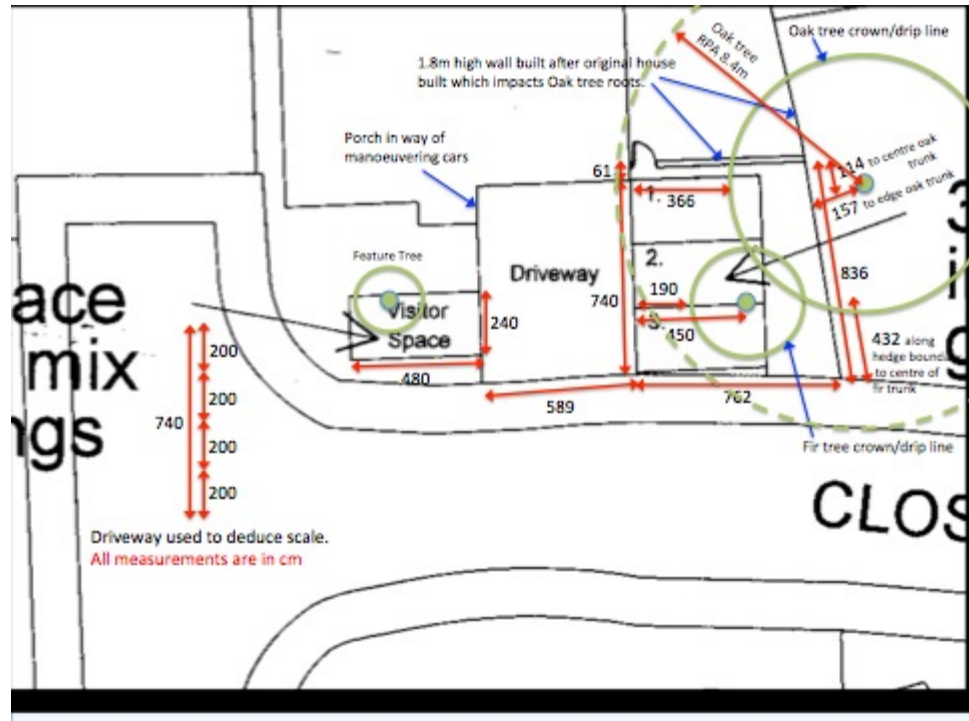 Oak tree crown/drip line
Oak tree
RPA 8.4m
1.8m high wall built after original house
built which impacts Oak tree roots.
Porch in way of
manoeuvering cars
61
114 to centre oak
trunk
157 to edge oak trunk
1.
366
2.
190
3.
450
Feature Tree
Visitor
Space
Driveway
740
240
480
589
762
836
432 along
hedge bound
to centre of
fir trunk
Fir tree crown/drip line
ace
mix
ngs
200
200
740
200
200
Driveway used to deduce scale.
All measurements are in cm
CLOS
3
i
g